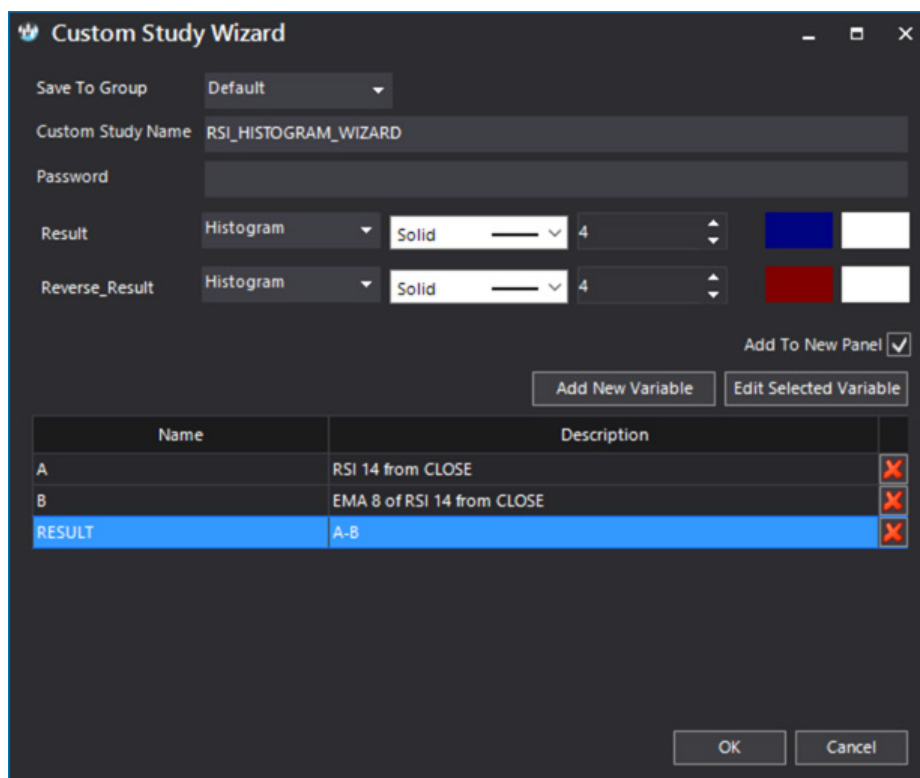 Custom Study Wizard
Save To Group Default
Custom Study Name RSI_HISTOGRAM_WIZARD
Password
Result Histogram Solid 4
Reverse_Result Histogram Solid 4
Add To New Panel
Add New Variable Edit Selected Variable
Name Description
A RSI 14 from CLOSE
B EMA 8 of RSI 14 from CLOSE
RESULT A-B
OK Cancel